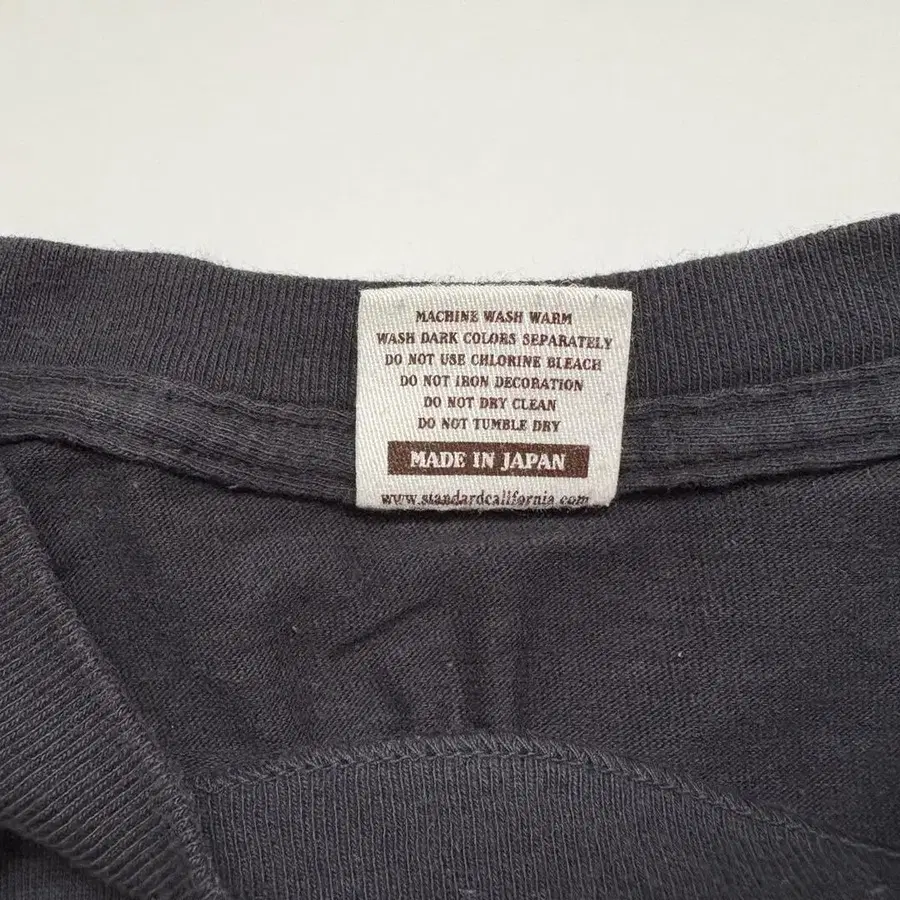 MACHINE WASH WARM
WASH DARK COLORS SEPARATELY
DO NOT USE CHLORINE BLEACH
DO NOT IRON DECORATION
DO NOT DRY CLEAN
DO NOT TUMBLE DRY
MADE IN JAPAN
www.standardcalifornia.com